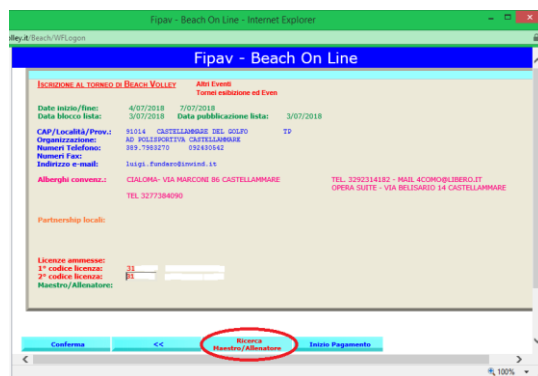 Fipav - Beach On Line - Internet Explorer
olley.it/Beach/WFLogon
Fipav - Beach On Line
ISCRIZIONE AL TORNEO DI BEACH VOLLEY Altri Eventi
Tornei esibizione ed Even
Date inizio/fine: 4/07/2018 7/07/2018
Data blocco lista: 3/07/2018 Data pubblicazione lista: 3/07/2018
CAP/Località/Prov.: 91014 CASTELLAMMARE DEL GOLFO TP
Organizzazione: AD POLISPORTIVA CASTELLAMMARE
Numeri Telefono: 389.7983270 092430542
Numeri Fax:
Indirizzo e-mail: luigi.fundaro@inwind.it
Alberghi convenz.: CIALOMA- VIA MARCONI 86 CASTELLAMMARE TEL. 3292314182 - MAIL 4COMO@LIBERO.IT
OPERA SUITE - VIA BELISARIO 14 CASTELLAMMARE
TEL 3277384090
Partnership locali:
Licenze ammesse:
1° codice licenza: 31
2° codice licenza: 31
Maestro/Allenatore:
Conferma << Ricerca Maestro/Allenatore Inizio Pagamento
100%